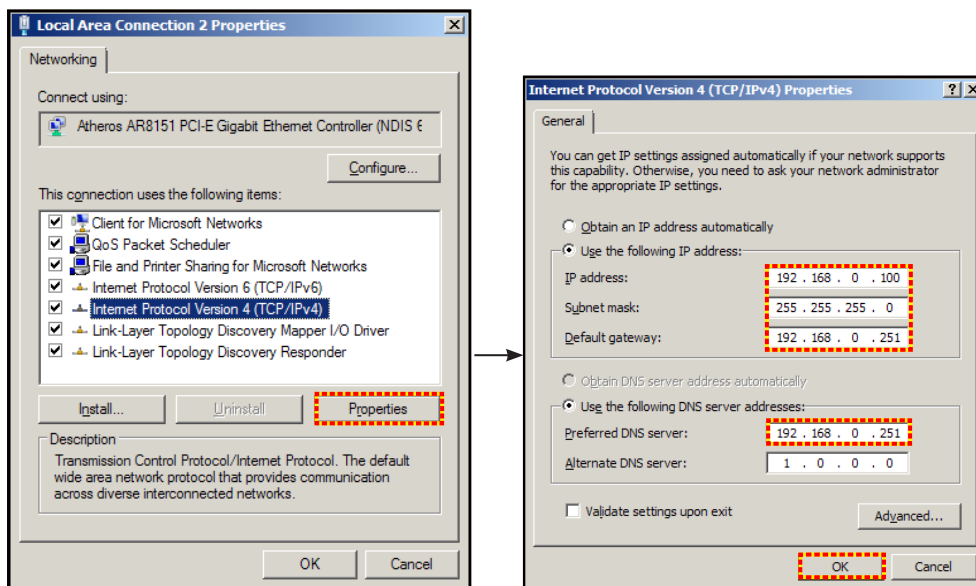 Local Area Connection 2 Properties
Networking
Connect using:
Atheros AR8151 PCI-E Gigabit Ethernet Controller (NDIS 6
Configure...
This connection uses the following items:
Client for Microsoft Networks
QoS Packet Scheduler
File and Printer Sharing for Microsoft Networks
Internet Protocol Version 6 (TCP/IPv6)
Internet Protocol Version 4 (TCP/IPv4)
Link-Layer Topology Discovery Mapper I/O Driver
Link-Layer Topology Discovery Responder
Install...
Uninstall
Properties
Description
Transmission Control Protocol/Internet Protocol. The default
wide area network protocol that provides communication
across diverse interconnected networks.
OK
Cancel
Internet Protocol Version 4 (TCP/IPv4) Properties
General
You can get IP settings assigned automatically if your network supports
this capability. Otherwise, you need to ask your network administrator
for the appropriate IP settings.
Obtain an IP address automatically
Use the following IP address:
IP address: 192 . 168 . 0 . 100
Subnet mask: 255 . 255 . 255 . 0
Default gateway: 192 . 168 . 0 . 251
Obtain DNS server address automatically
Use the following DNS server addresses:
Preferred DNS server: 192 . 168 . 0 . 251
Alternate DNS server: 1 . 0 . 0 . 0
Validate settings upon exit
Advanced...
OK
Cancel